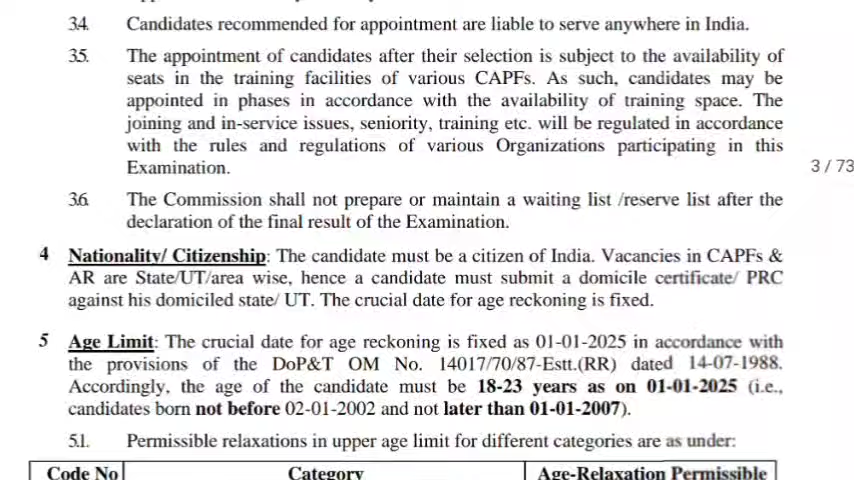 3.4. Candidates recommended for appointment are liable to serve anywhere in India.
3.5. The appointment of candidates after their selection is subject to the availability of
seats in the training facilities of various CAPFs. As such, candidates may be
appointed in phases in accordance with the availability of training space. The
joining and in-service issues, seniority, training etc. will be regulated in accordance
with the rules and regulations of various Organizations participating in this
Examination.
3 / 73
3.6. The Commission shall not prepare or maintain a waiting list /reserve list after the
declaration of the final result of the Examination.
4 Nationality/ Citizenship: The candidate must be a citizen of India. Vacancies in CAPFs &
AR are State/UT/area wise, hence a candidate must submit a domicile certificate/ PRC
against his domiciled state/ UT. The crucial date for age reckoning is fixed.
5 Age Limit: The crucial date for age reckoning is fixed as 01-01-2025 in accordance with
the provisions of the DoP&T OM No. 14017/70/87-Estt.(RR) dated 14-07-1988.
Accordingly, the age of the candidate must be 18-23 years as on 01-01-2025 (i.e.,
candidates born not before 02-01-2002 and not later than 01-01-2007).
5.1. Permissible relaxations in upper age limit for different categories are as under:
Code No Category Age-Relaxation Permissible